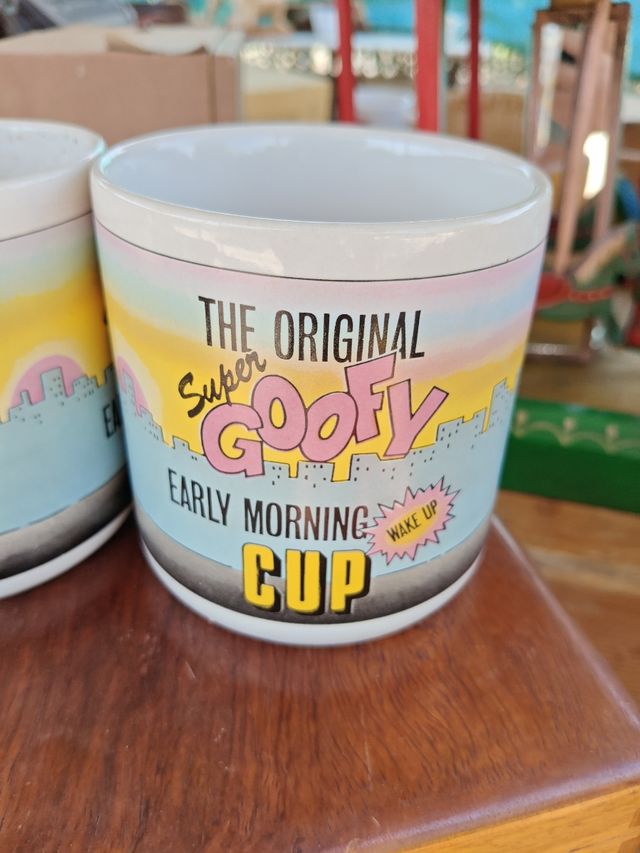 THE ORIGINAL
Super
GOOFY
EARLY MORNING
WAKE UP
CUP